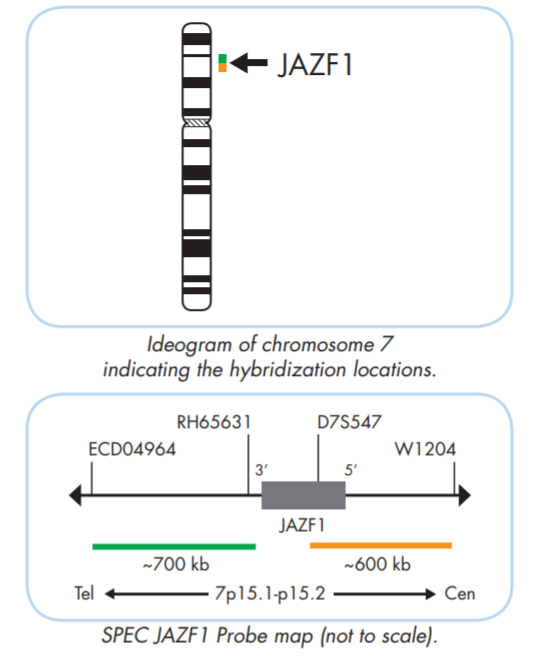 JAZF1
Ideogram of chromosome 7
indicating the hybridization locations.
RH65631 D7S547
ECD04964 W1204
3’ 5’
JAZF1
~700 kb ~600 kb
Tel 7p15.1-p15.2 Cen
SPEC JAZF1 Probe map (not to scale).